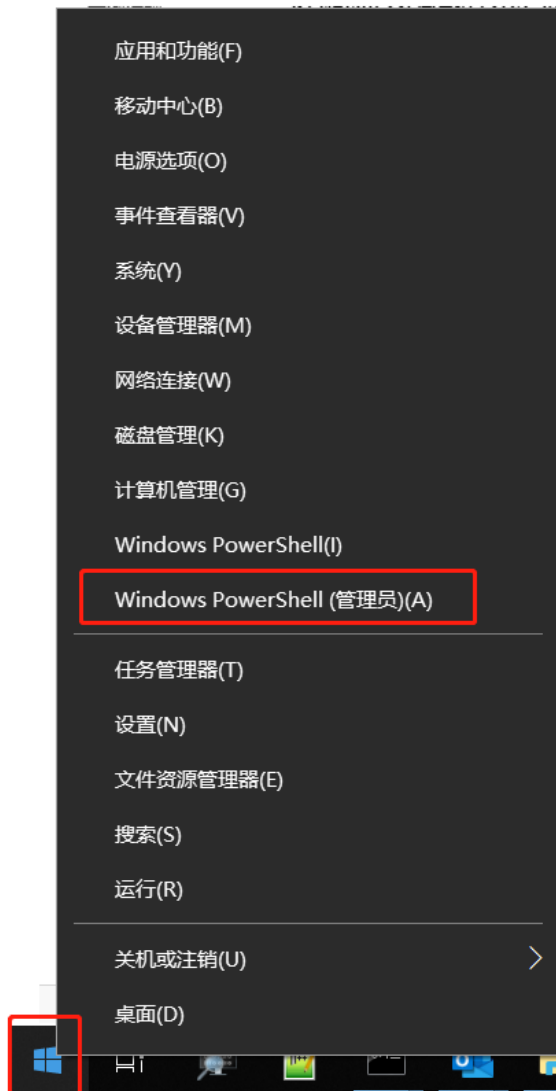 应用和功能(F)
移动中心(B)
电源选项(O)
事件查看器(V)
系统(Y)
设备管理器(M)
网络连接(W)
磁盘管理(K)
计算机管理(G)
Windows PowerShell(I)
Windows PowerShell (管理员)(A)
任务管理器(T)
设置(N)
文件资源管理器(E)
搜索(S)
运行(R)
关机或注销(U)
桌面(D)